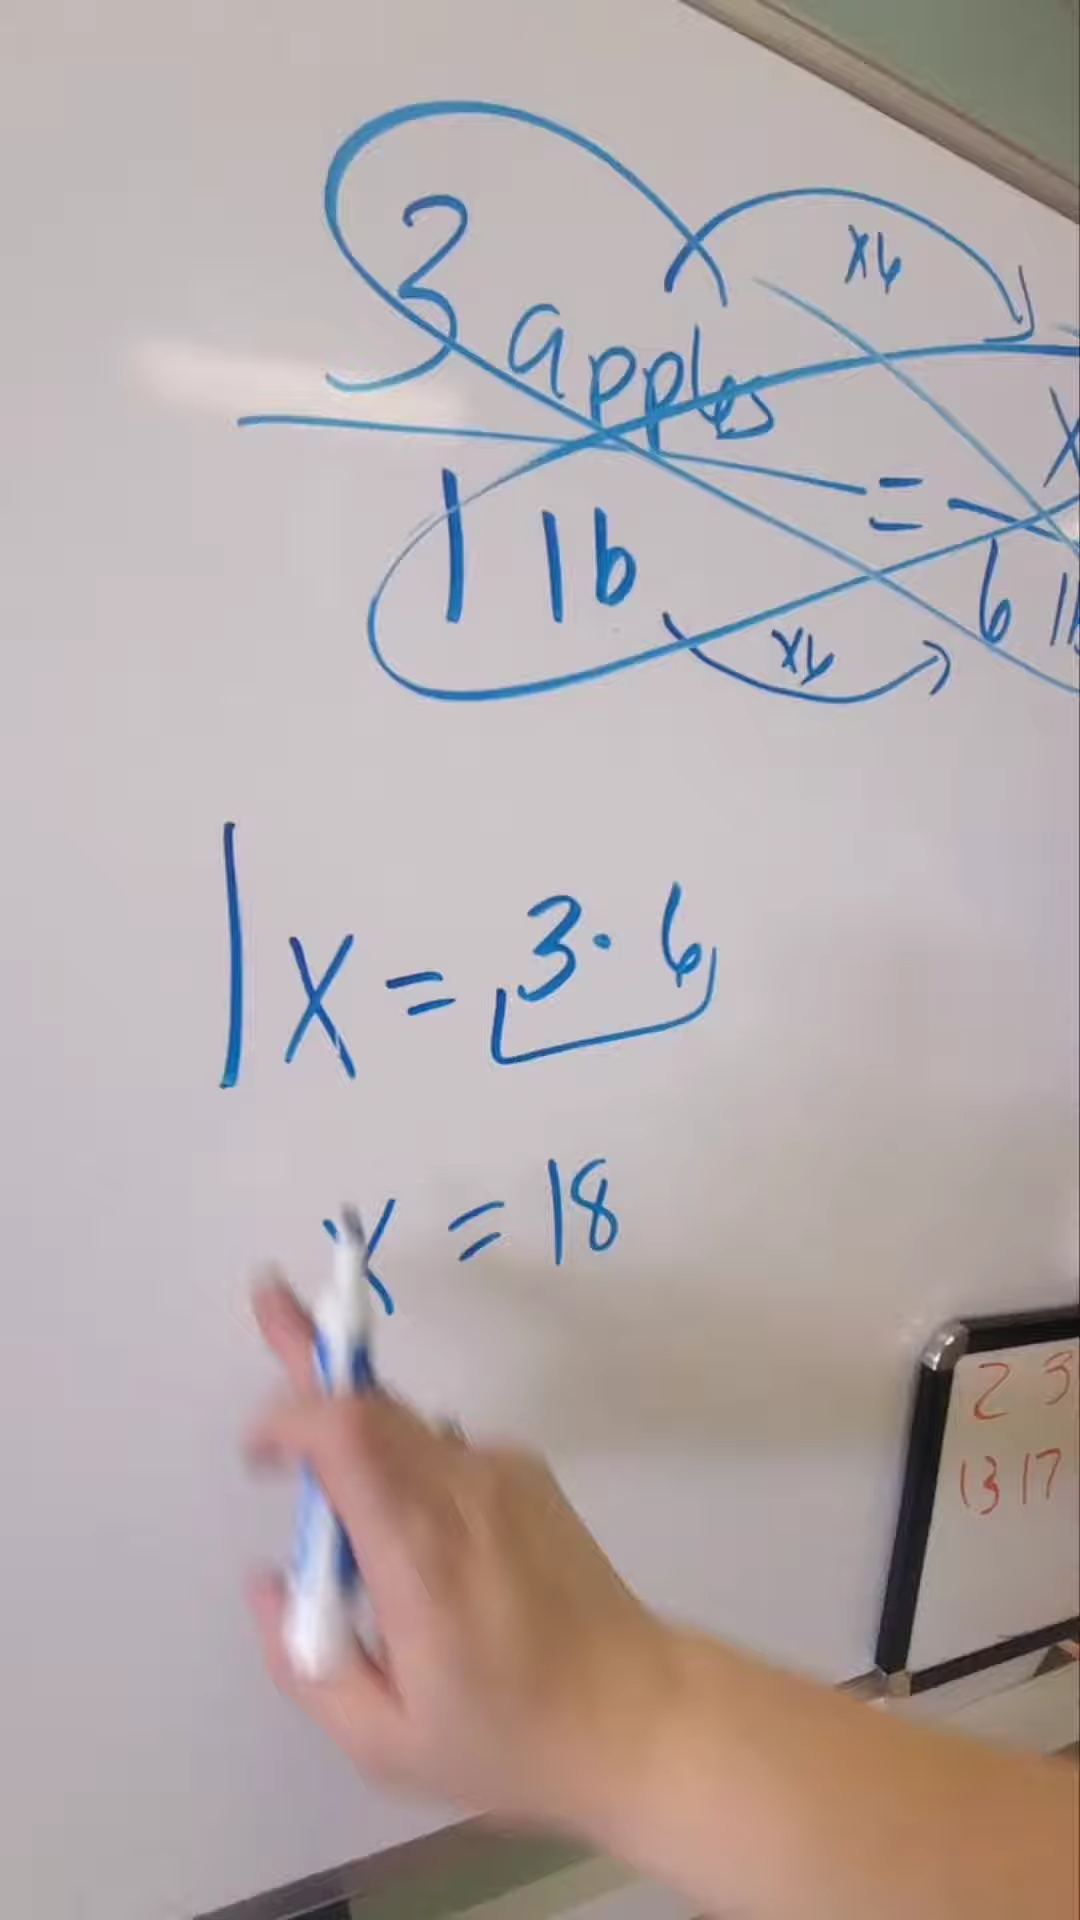 x6
3 apples
= X
1 lb
6 lb
x6
1x = 3 · 6
x = 18
2 3
13 17